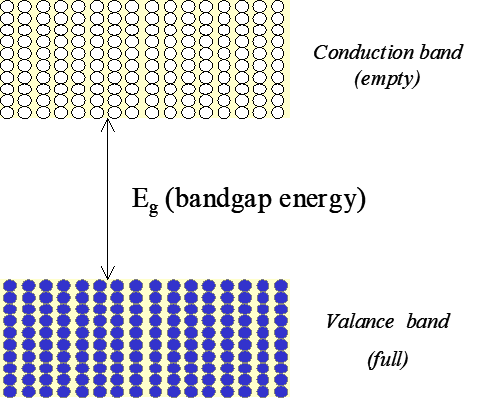 Conduction band
(empty)
Eg (bandgap energy)
Valance band
(full)